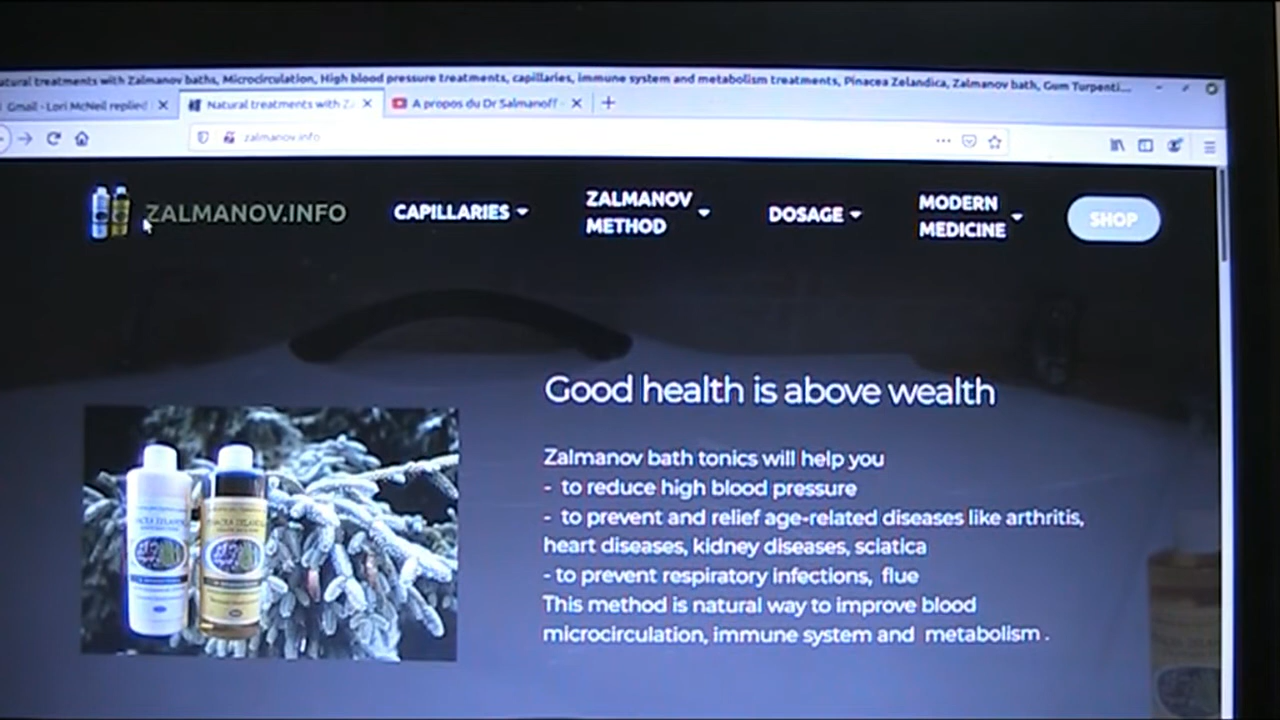 atural treatments with Zalmanov baths, Microcirculation, High blood pressure treatments, capillaries, immune system and metabolism treatments, Pinacea Zelandica, Zalmanov bath, Gum Turpenti...
Gmail - Lori McNeil replied
Natural treatments with Za
A propos du Dr Salmanoff -
zalmanov.info
ZALMANOV.INFO
CAPILLARIES
ZALMANOV
METHOD
DOSAGE
MODERN
MEDICINE
SHOP
Good health is above wealth
Zalmanov bath tonics will help you
- to reduce high blood pressure
- to prevent and relief age-related diseases like arthritis,
heart diseases, kidney diseases, sciatica
- to prevent respiratory infections, flue
This method is natural way to improve blood
microcirculation, immune system and metabolism .